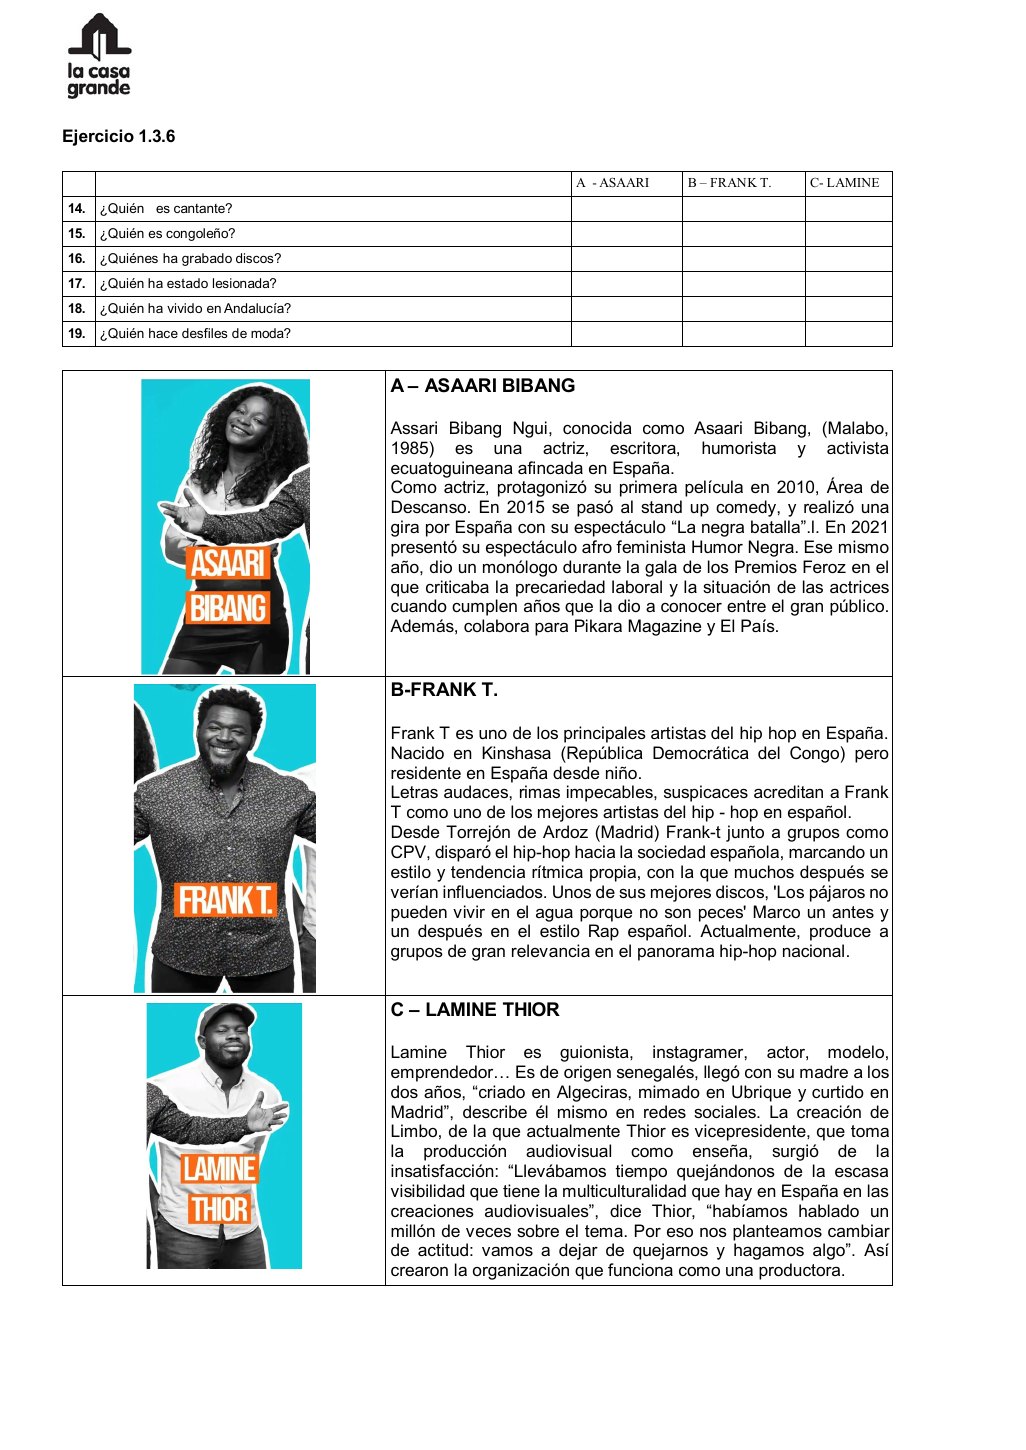 la casa
grande
Ejercicio 1.3.6
A - ASAARI B – FRANK T. C- LAMINE
14. ¿Quién es cantante?
15. ¿Quién es congoleño?
16. ¿Quiénes ha grabado discos?
17. ¿Quién ha estado lesionada?
18. ¿Quién ha vivido en Andalucía?
19. ¿Quién hace desfiles de moda?
ASAARI
BIBANG
A – ASAARI BIBANG
Assari Bibang Ngui, conocida como Asaari Bibang, (Malabo,
1985) es una actriz, escritora, humorista y activista
ecuatoguineana afincada en España.
Como actriz, protagonizó su primera película en 2010, Área de
Descanso. En 2015 se pasó al stand up comedy, y realizó una
gira por España con su espectáculo “La negra batalla”.l. En 2021
presentó su espectáculo afro feminista Humor Negra. Ese mismo
año, dio un monólogo durante la gala de los Premios Feroz en el
que criticaba la precariedad laboral y la situación de las actrices
cuando cumplen años que la dio a conocer entre el gran público.
Además, colabora para Pikara Magazine y El País.
FRANK T.
B-FRANK T.
Frank T es uno de los principales artistas del hip hop en España.
Nacido en Kinshasa (República Democrática del Congo) pero
residente en España desde niño.
Letras audaces, rimas impecables, suspicaces acreditan a Frank
T como uno de los mejores artistas del hip - hop en español.
Desde Torrejón de Ardoz (Madrid) Frank-t junto a grupos como
CPV, disparó el hip-hop hacia la sociedad española, marcando un
estilo y tendencia rítmica propia, con la que muchos después se
verían influenciados. Unos de sus mejores discos, 'Los pájaros no
pueden vivir en el agua porque no son peces' Marco un antes y
un después en el estilo Rap español. Actualmente, produce a
grupos de gran relevancia en el panorama hip-hop nacional.
LAMINE
THIOR
C – LAMINE THIOR
Lamine Thior es guionista, instagramer, actor, modelo,
emprendedor… Es de origen senegalés, llegó con su madre a los
dos años, “criado en Algeciras, mimado en Ubrique y curtido en
Madrid”, describe él mismo en redes sociales. La creación de
Limbo, de la que actualmente Thior es vicepresidente, que toma
la producción audiovisual como enseña, surgió de la
insatisfacción: “Llevábamos tiempo quejándonos de la escasa
visibilidad que tiene la multiculturalidad que hay en España en las
creaciones audiovisuales”, dice Thior, “habíamos hablado un
millón de veces sobre el tema. Por eso nos planteamos cambiar
de actitud: vamos a dejar de quejarnos y hagamos algo”. Así
crearon la organización que funciona como una productora.